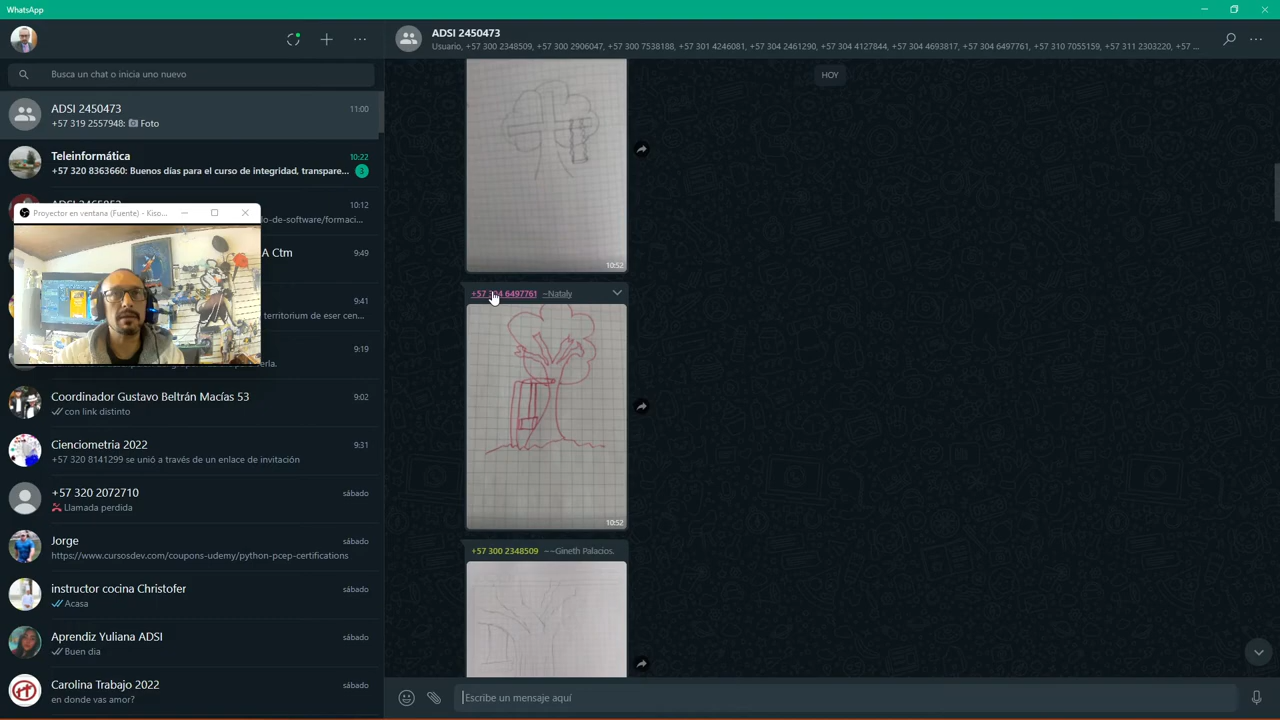 WhatsApp
Busca un chat o inicia uno nuevo
ADSI 2450473
11:00
+57 319 2557948: Foto
Teleinformática
10:22
+57 320 8363660: Buenos días para el curso de integridad, transpare...
3
10:12
Proyector en ventana (Fuente) - Kiso...
lo-de-software/formaci...
A Ctm
9:49
9:41
territorium de eser cen...
9:19
Coordinador Gustavo Beltrán Macías 53
9:02
con link distinto
Cienciometria 2022
9:31
+57 320 8141299 se unió a través de un enlace de invitación
+57 320 2072710
sábado
Llamada perdida
Jorge
sábado
https://www.cursosdev.com/coupons-udemy/python-pcep-certifications
instructor cocina Christofer
sábado
Acasa
Aprendiz Yuliana ADSI
sábado
Buen dia
Carolina Trabajo 2022
sábado
en donde vas amor?
ADSI 2450473
Usuario, +57 300 2348509, +57 300 2906047, +57 300 7538188, +57 301 4246081, +57 304 2461290, +57 304 4127844, +57 304 4693817, +57 304 6497761, +57 310 7055159, +57 311 2303220, +57 ...
HOY
10:52
+57 304 6497761 ~Nataly
10:52
+57 300 2348509 ~~Gineth Palacios.
Escribe un mensaje aquí